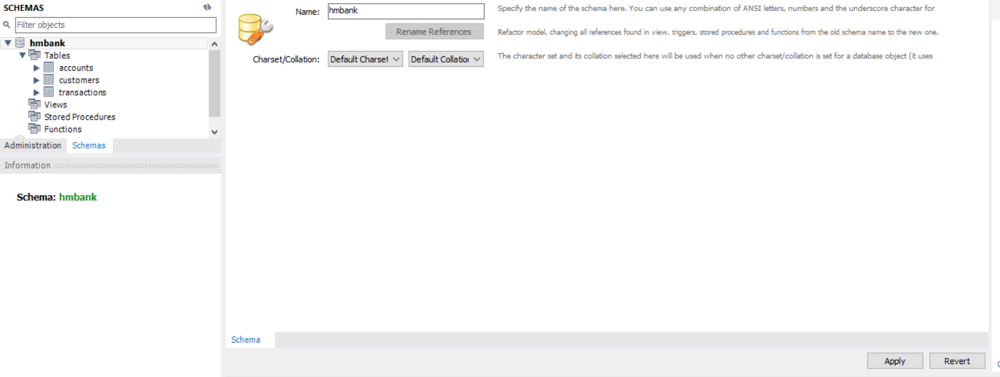 SCHEMAS
Filter objects
hmbank
Tables
accounts
customers
transactions
Views
Stored Procedures
Functions
Administration Schemas
Information
Schema: hmbank
Name: hmbank
Specify the name of the schema here. You can use any combination of ANSI letters, numbers and the underscore character for
Rename References
Refactor model, changing all references found in view, triggers, stored procedures and functions from the old schema name to the new one.
Charset/Collation: Default Charset Default Collation
The character set and its collation selected here will be used when no other charset/collation is set for a database object (it uses
Schema
Apply Revert